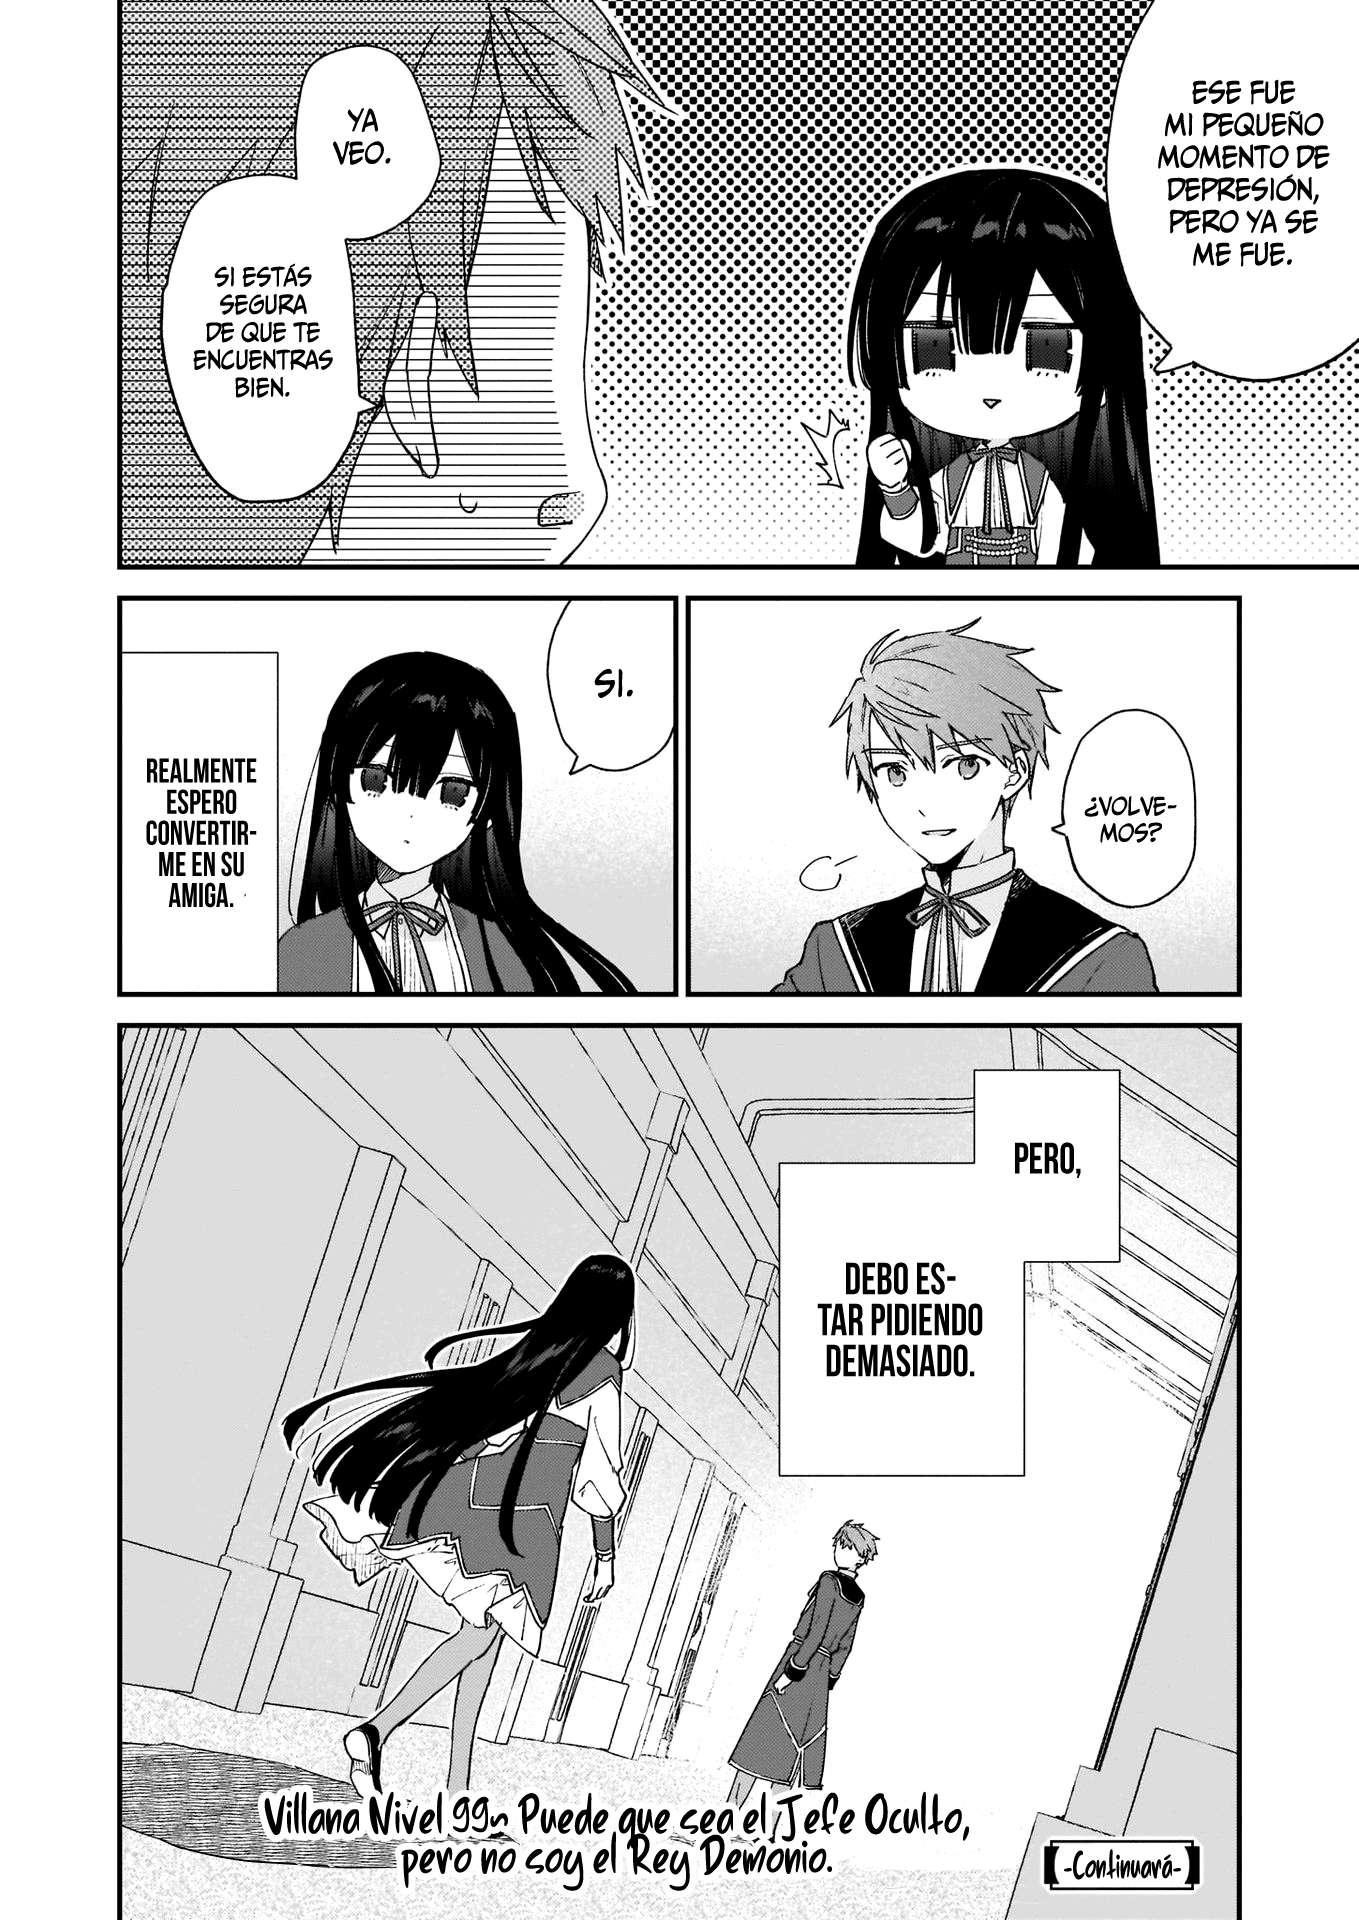 ESE FUE
MI PEQUEÑO
MOMENTO DE
DEPRESIÓN,
PERO YA SE
ME FUE.
YA
VEO.
SI ESTÁS
SEGURA
DE QUE TE
ENCUENTRAS
BIEN.
¿VOLVE-
MOS?
SI.
REALMENTE
ESPERO
CONVERTIR-
ME EN SU
AMIGA.
PERO,
DEBO ES-
TAR PIDIENDO
DEMASIADO.
Villana Nivel 99~ Puede que sea el Jefe Oculto,
pero no soy el Rey Demonio.
-Continuará-